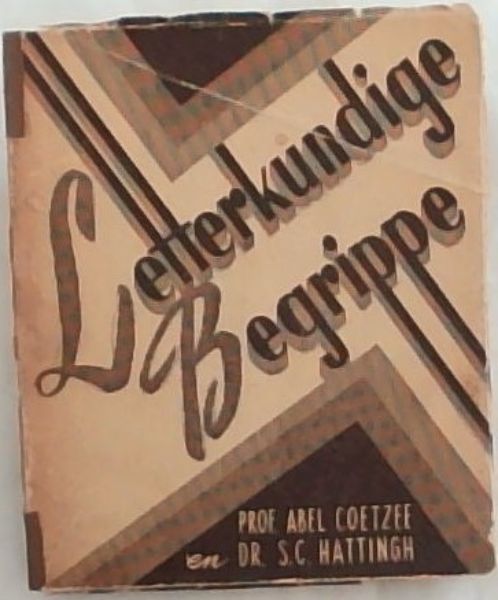 Letterkundige
Begrippe
PROF. ABEL COETZEE
en DR. S.C. HATTINGH